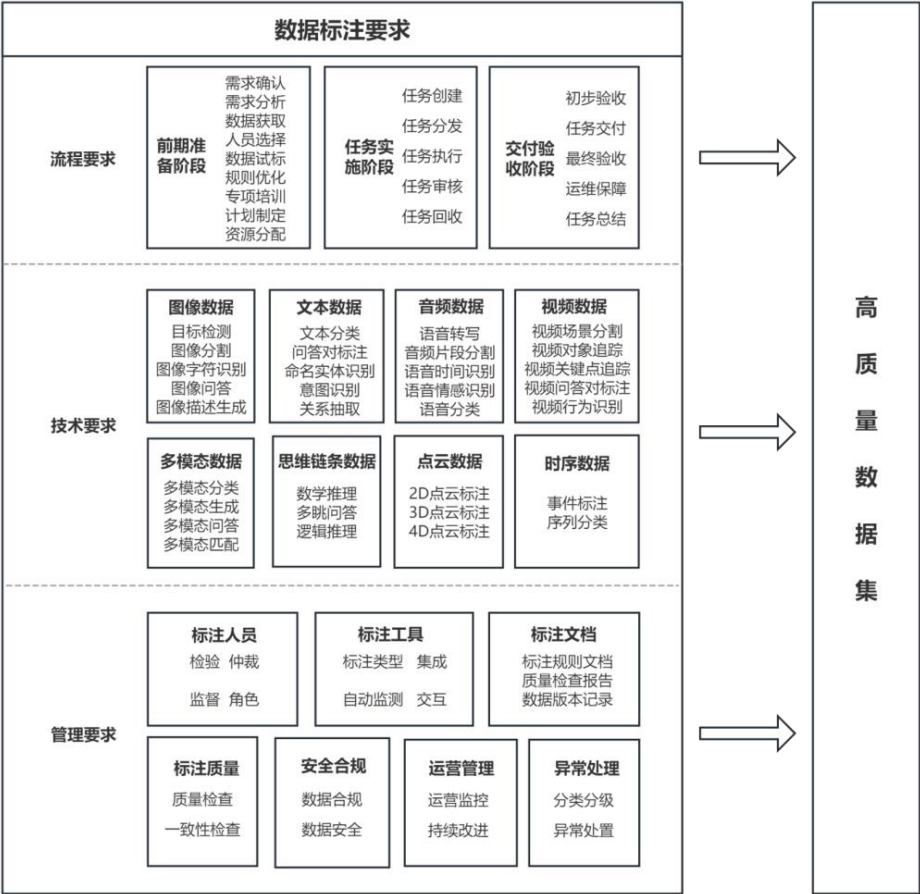 数据标注要求
流程要求
前期准
备阶段
需求确认
需求分析
数据获取
人员选择
数据试标
规则优化
专项培训
计划制定
资源分配
任务实
施阶段
任务创建
任务分发
任务执行
任务审核
任务回收
交付验
收阶段
初步验收
任务交付
最终验收
运维保障
任务总结
技术要求
图像数据
目标检测
图像分割
图像字符识别
图像问答
图像描述生成
文本数据
文本分类
问答对标注
命名实体识别
意图识别
关系抽取
音频数据
语音转写
音频片段分割
语音时间识别
语音情感识别
语音分类
视频数据
视频场景分割
视频对象追踪
视频关键点追踪
视频问答对标注
视频行为识别
多模态数据
多模态分类
多模态生成
多模态问答
多模态匹配
思维链条数据
数学推理
多眺问答
逻辑推理
点云数据
2D点云标注
3D点云标注
4D点云标注
时序数据
事件标注
序列分类
管理要求
标注人员
检验 仲裁
监督 角色
标注工具
标注类型 集成
自动监测 交互
标注文档
标注规则文档
质量检查报告
数据版本记录
标注质量
质量检查
一致性检查
安全合规
数据合规
数据安全
运营管理
运营监控
持续改进
异常处理
分类分级
异常处置
高
质
量
数
据
集